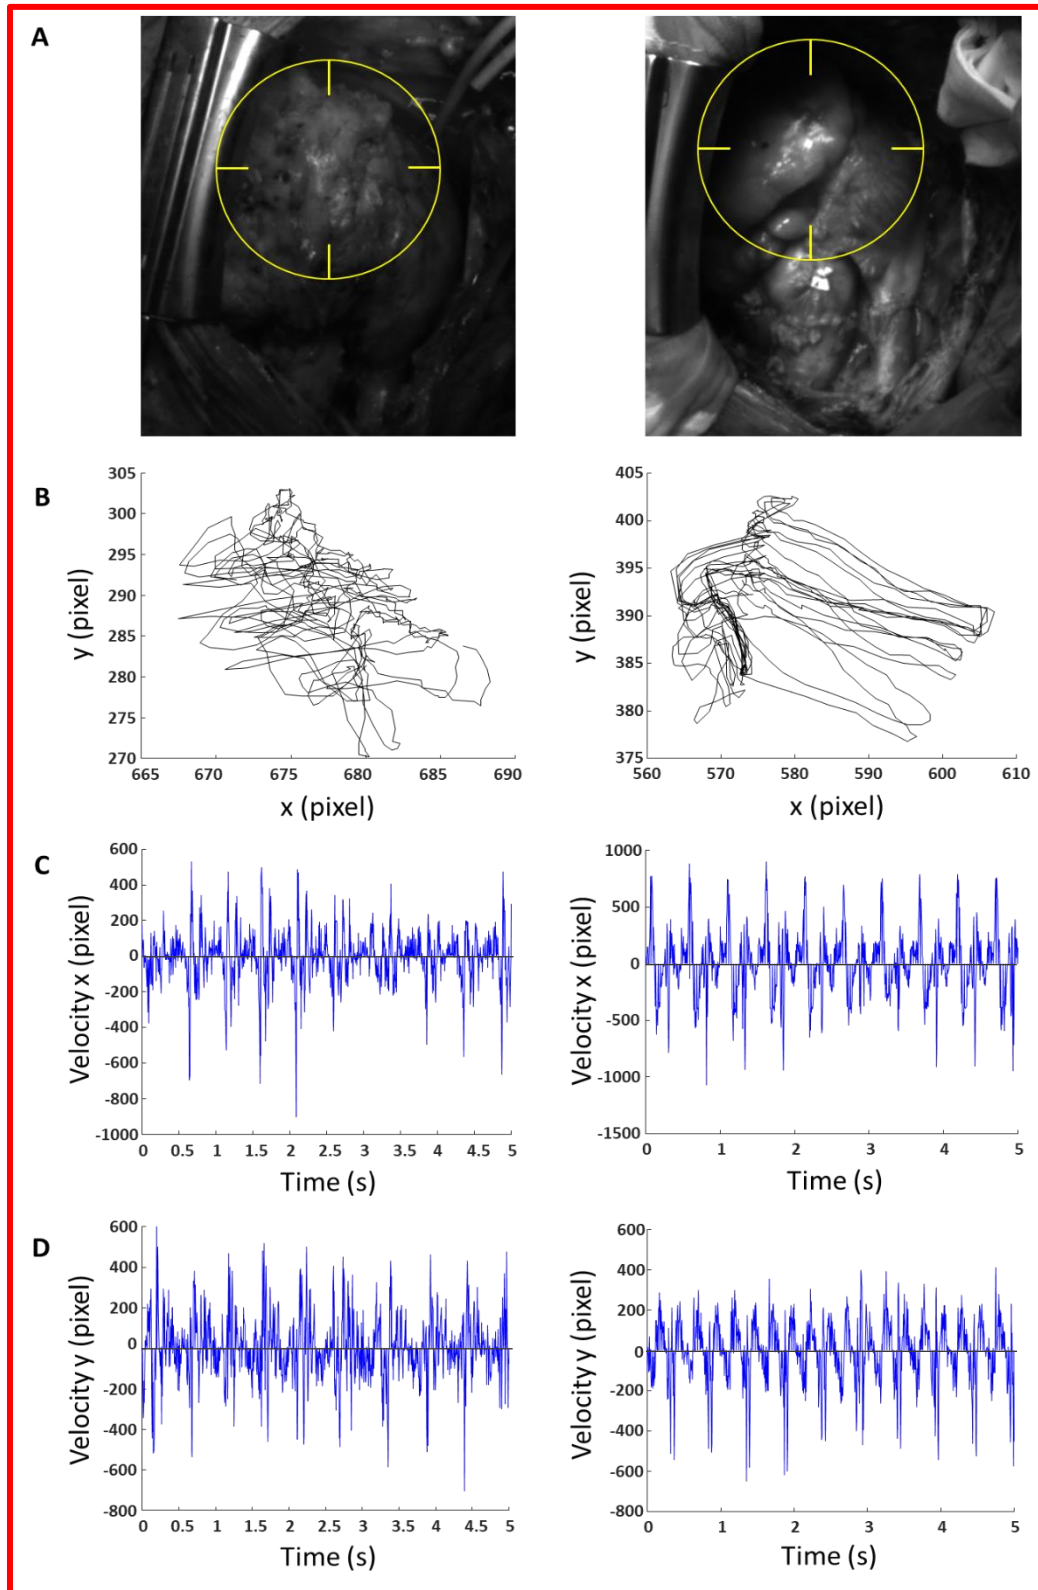 A
B
305
300
295
290
285
280
275
270
665 670 675 680 685 690
y (pixel)
x (pixel)
405
400
395
390
385
380
375
560 570 580 590 600 610
y (pixel)
x (pixel)
C
600
400
200
0
-200
-400
-600
-800
-1000
0 0.5 1 1.5 2 2.5 3 3.5 4 4.5 5
Velocity x (pixel)
Time (s)
1000
500
0
-500
-1000
-1500
0 1 2 3 4 5
Velocity x (pixel)
Time (s)
D
600
400
200
0
-200
-400
-600
-800
0 0.5 1 1.5 2 2.5 3 3.5 4 4.5 5
Velocity y (pixel)
Time (s)
600
400
200
0
-200
-400
-600
-800
0 1 2 3 4 5
Velocity y (pixel)
Time (s)